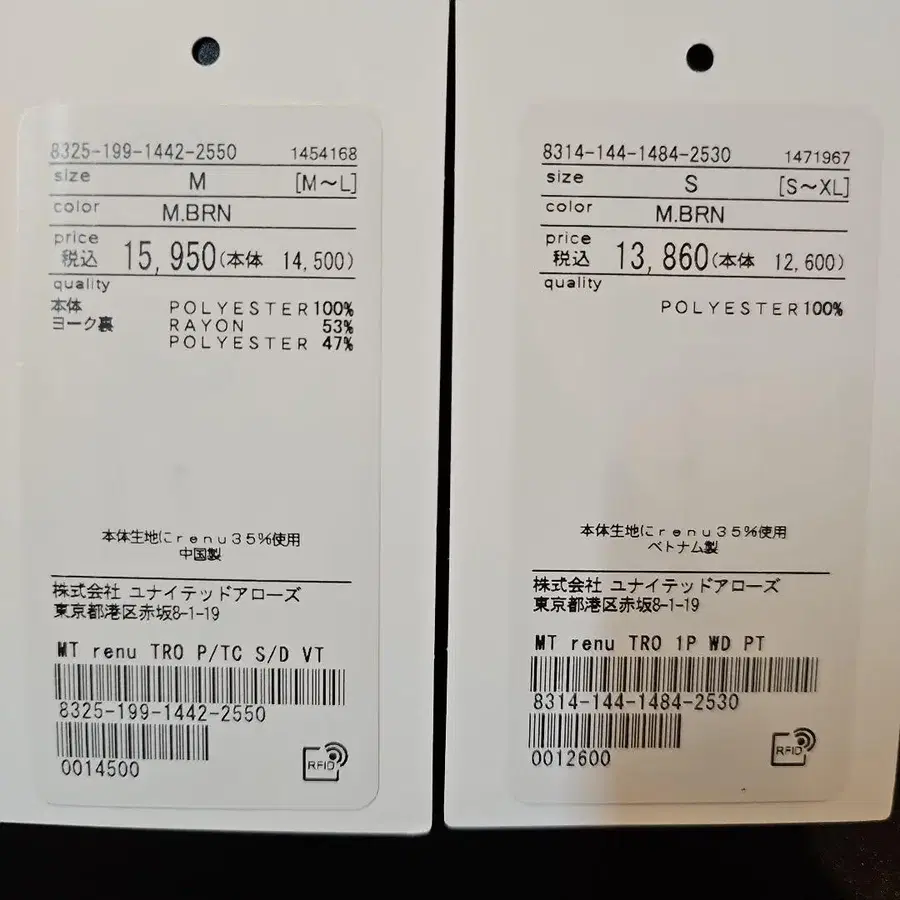 8325-199-1442-2550 1454168
size M [M~L]
color M.BRN
price
税込 15,950(本体 14,500)
quality
本体 POLYESTER100%
ヨーク裏 RAYON 53%
POLYESTER 47%
本体生地にrenu35%使用
中国製
株式会社 ユナイテッドアローズ
東京都港区赤坂8-1-19
MT renu TRO P/TC S/D VT
8325-199-1442-2550
0014500
RFID
8314-144-1484-2530 1471967
size S [S~XL]
color M.BRN
price
税込 13,860(本体 12,600)
quality
POLYESTER100%
本体生地にrenu35%使用
ベトナム製
株式会社 ユナイテッドアローズ
東京都港区赤坂8-1-19
MT renu TRO 1P WD PT
8314-144-1484-2530
0012600
RFID